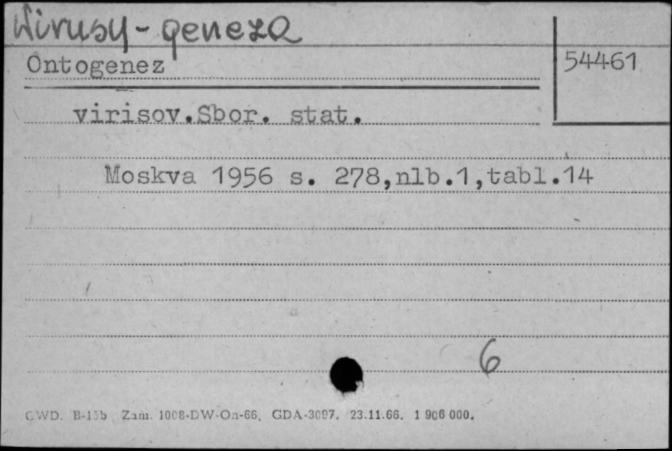 Wirusy - geneza
Ontogenez
54461
virisov.Sbor. stat.
Moskva 1956 s. 278,nlb.1,tabl.14
6
CWD. B-15b Zam. 1008-DW-On-66. GDA-3097. 23.11.66. 1 906 000.